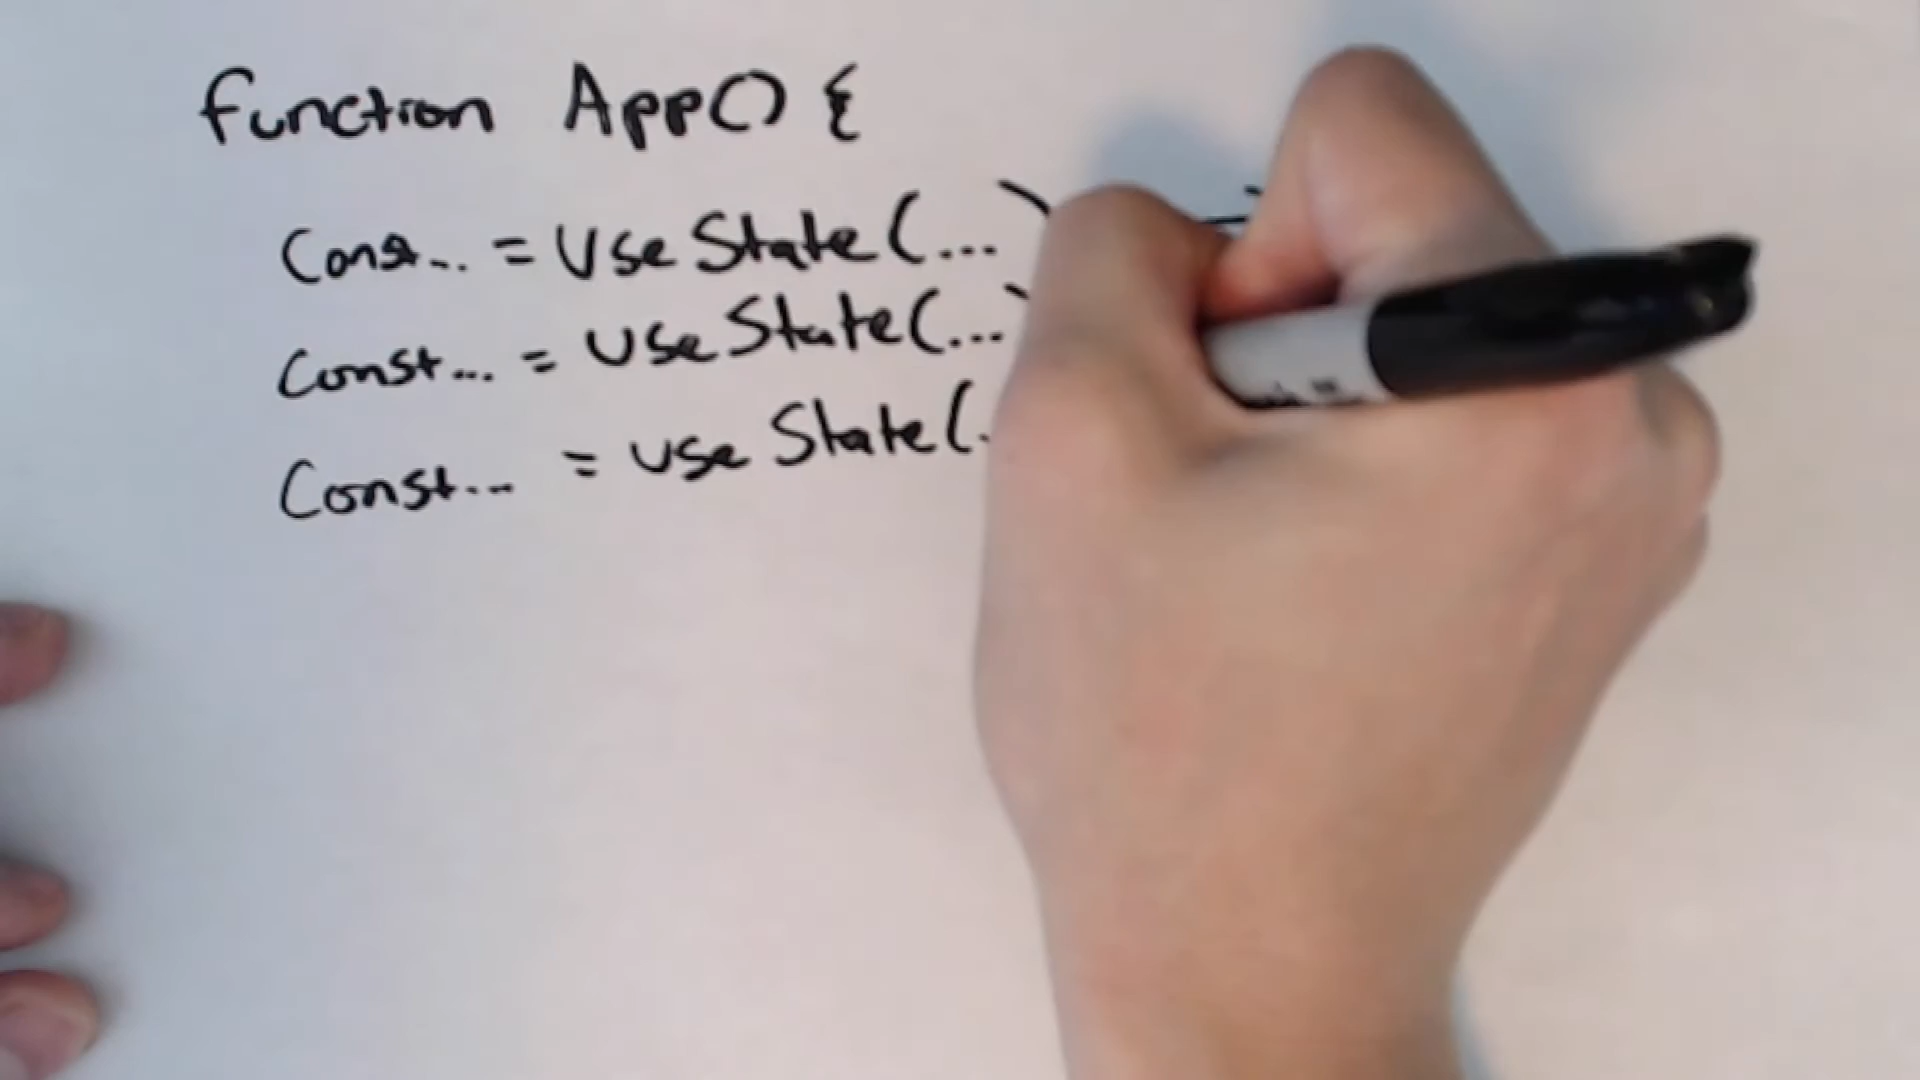 function App() {
Const... = UseState(...)
Const... = UseState(...)
Const... = useState(.